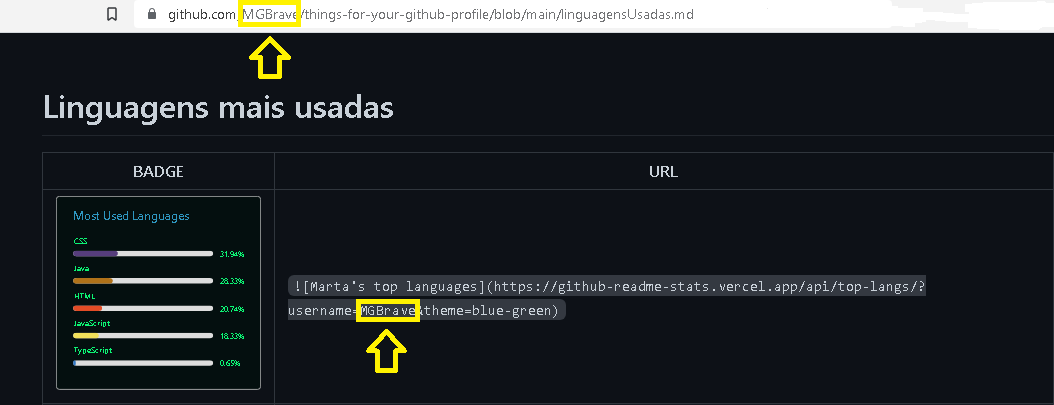 github.com/MGBrave/things-for-your-github-profile/blob/main/linguagensUsadas.md
Linguagens mais usadas
BADGE
URL
Most Used Languages
CSS
31.94%
Java
28.33%
HTML
20.74%
JavaScript
18.33%
TypeScript
0.65%
![Marta's top languages](https://github-readme-stats.vercel.app/api/top-langs/?
username=MGBrave&theme=blue-green)